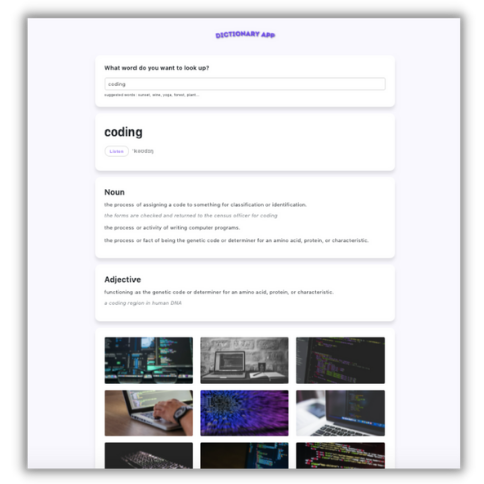 DICTIONARY APP
What word do you want to look up?
coding
suggested words: sunset, wine, yoga, forest, plant...
coding
Listen
Noun
the process of assigning a code to something for classification or identification.
the forms are checked and returned to the census officer for coding
the process or activity of writing computer programs.
the process or fact of being the genetic code or determiner for an amino acid, protein, or characteristic.
Adjective
functioning as the genetic code or determiner for an amino acid, protein, or characteristic.
a coding region in human DNA